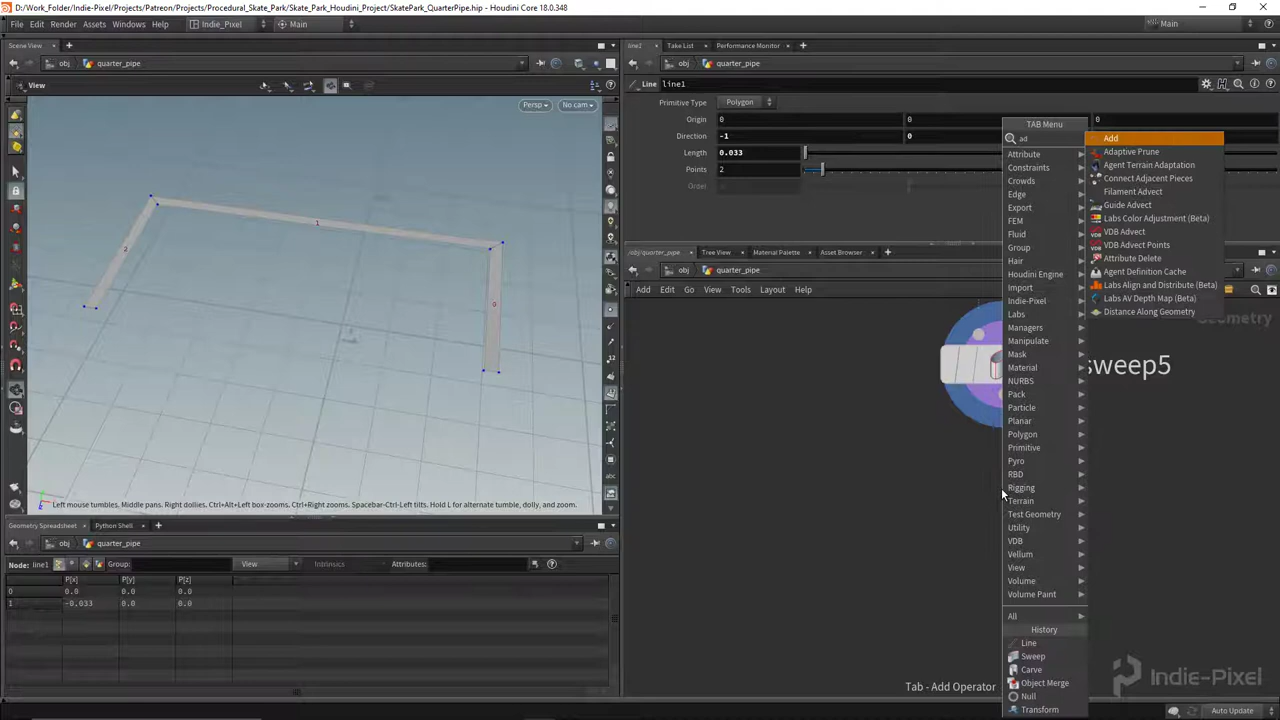 D:/Work_Folder/Indie-Pixel/Projects/Patreon/Projects/Procedural_Skate_Park/Skate_Park_Houdini_Project/SkatePark_QuarterPipe.hip - Houdini Core 18.0.348
File Edit Render Assets Windows Help Indie_Pixel Main Main
Scene View
obj quarter_pipe
View
Persp No cam
1
2
0
Left mouse tumbles. Middle pans. Right dollies. Ctrl+Alt+Left box-zooms. Ctrl+Right zooms. Spacebar-Ctrl-Left tilts. Hold L for alternate tumble, dolly, and zoom.
Geometry Spreadsheet Python Shell
obj quarter_pipe
Node: line1 Group: View Intrinsics Attributes:
P[x] P[y] P[z]
0 0.0 0.0 0.0
1 -0.033 0.0 0.0
line1 Take List Performance Monitor
obj quarter_pipe
Line line1
Primitive Type Polygon
Origin 0 0 0
Direction -1 0
Length 0.033
Points 2
Order
/obj/quarter_pipe Tree View Material Palette Asset Browser
obj quarter_pipe
Add Edit Go View Tools Layout Help
Geometry
sweep5
Tab - Add Operator
Indie-Pixel
Auto Update
TAB Menu
ad
Attribute
Constraints
Crowds
Edge
Export
FEM
Fluid
Group
Hair
Houdini Engine
Import
Indie-Pixel
Labs
Managers
Manipulate
Mask
Material
NURBS
Pack
Particle
Planar
Polygon
Primitive
Pyro
RBD
Rigging
Terrain
Test Geometry
Utility
VDB
Vellum
View
Volume
Volume Paint
All
History
Line
Sweep
Carve
Object Merge
Null
Transform
Add
Adaptive Prune
Agent Terrain Adaptation
Connect Adjacent Pieces
Filament Advect
Guide Advect
Labs Color Adjustment (Beta)
VDB Advect
VDB Advect Points
Attribute Delete
Agent Definition Cache
Labs Align and Distribute (Beta)
Labs AV Depth Map (Beta)
Distance Along Geometry